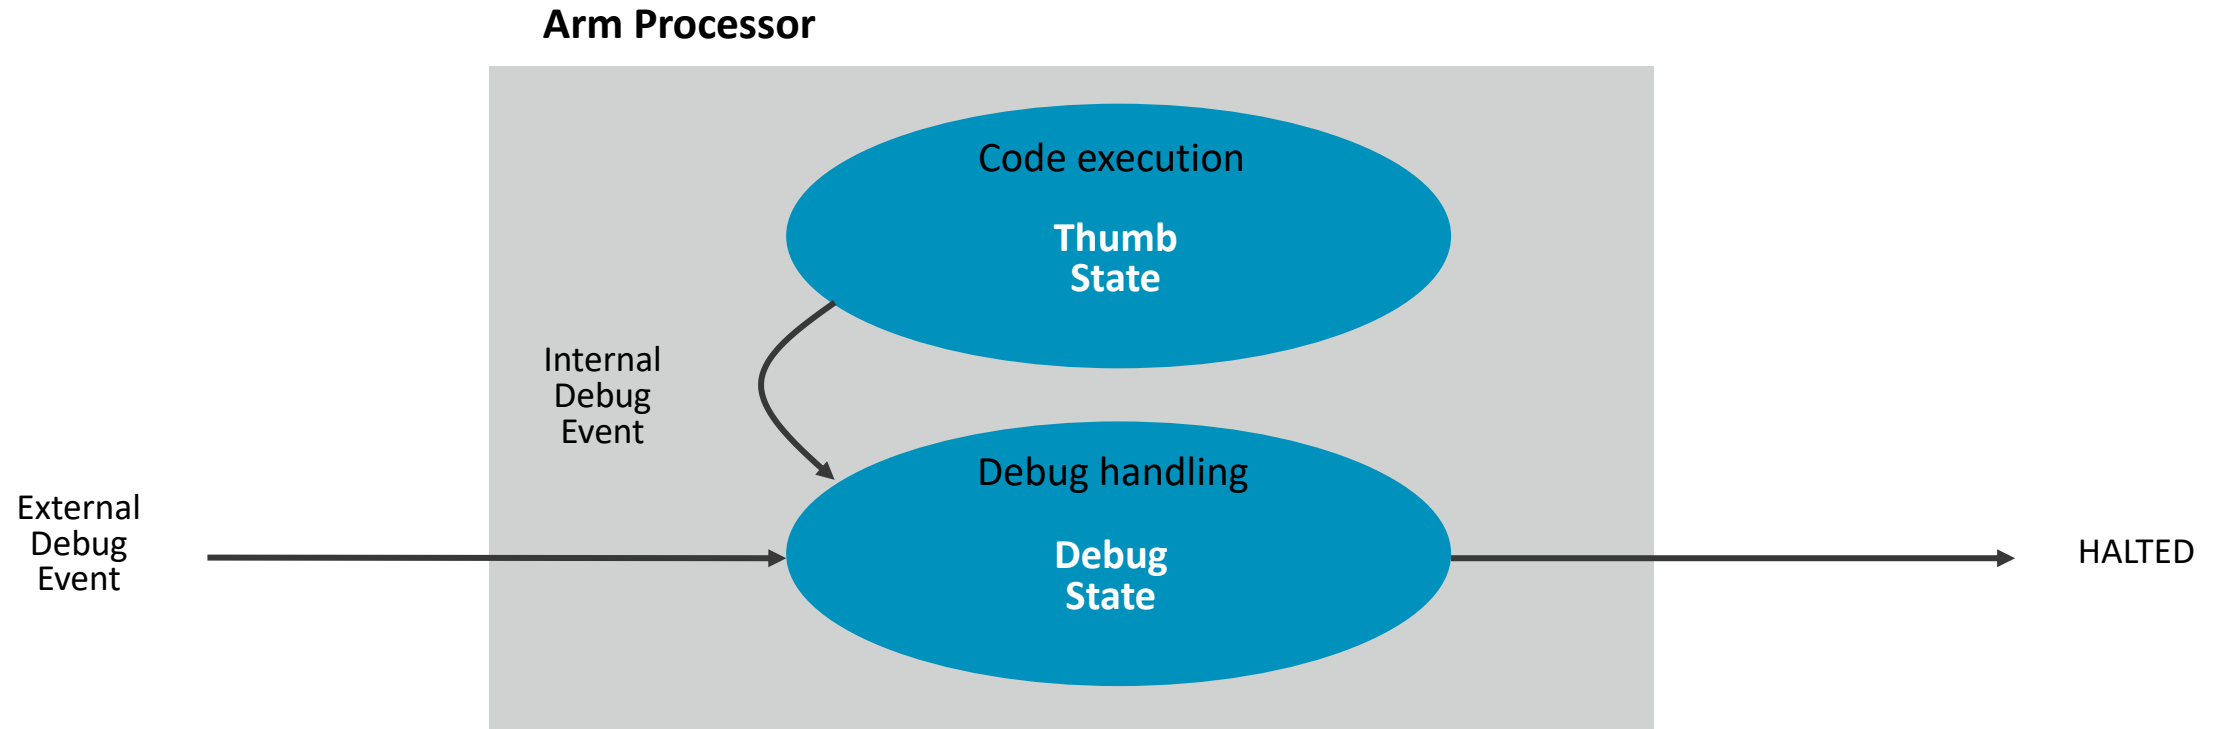 Arm Processor
Code execution
Thumb
State
Internal
Debug
Event
Debug handling
Debug
State
External
Debug
Event
HALTED